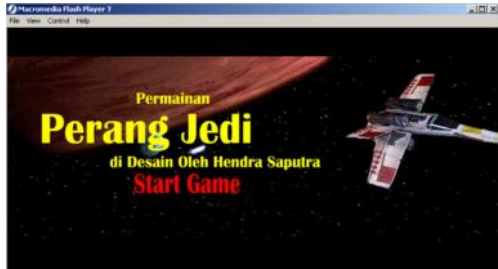 Macromedia Flash Player 7
File View Control Help
Permainan
Perang Jedi
di Desain Oleh Hendra Saputra
Start Game